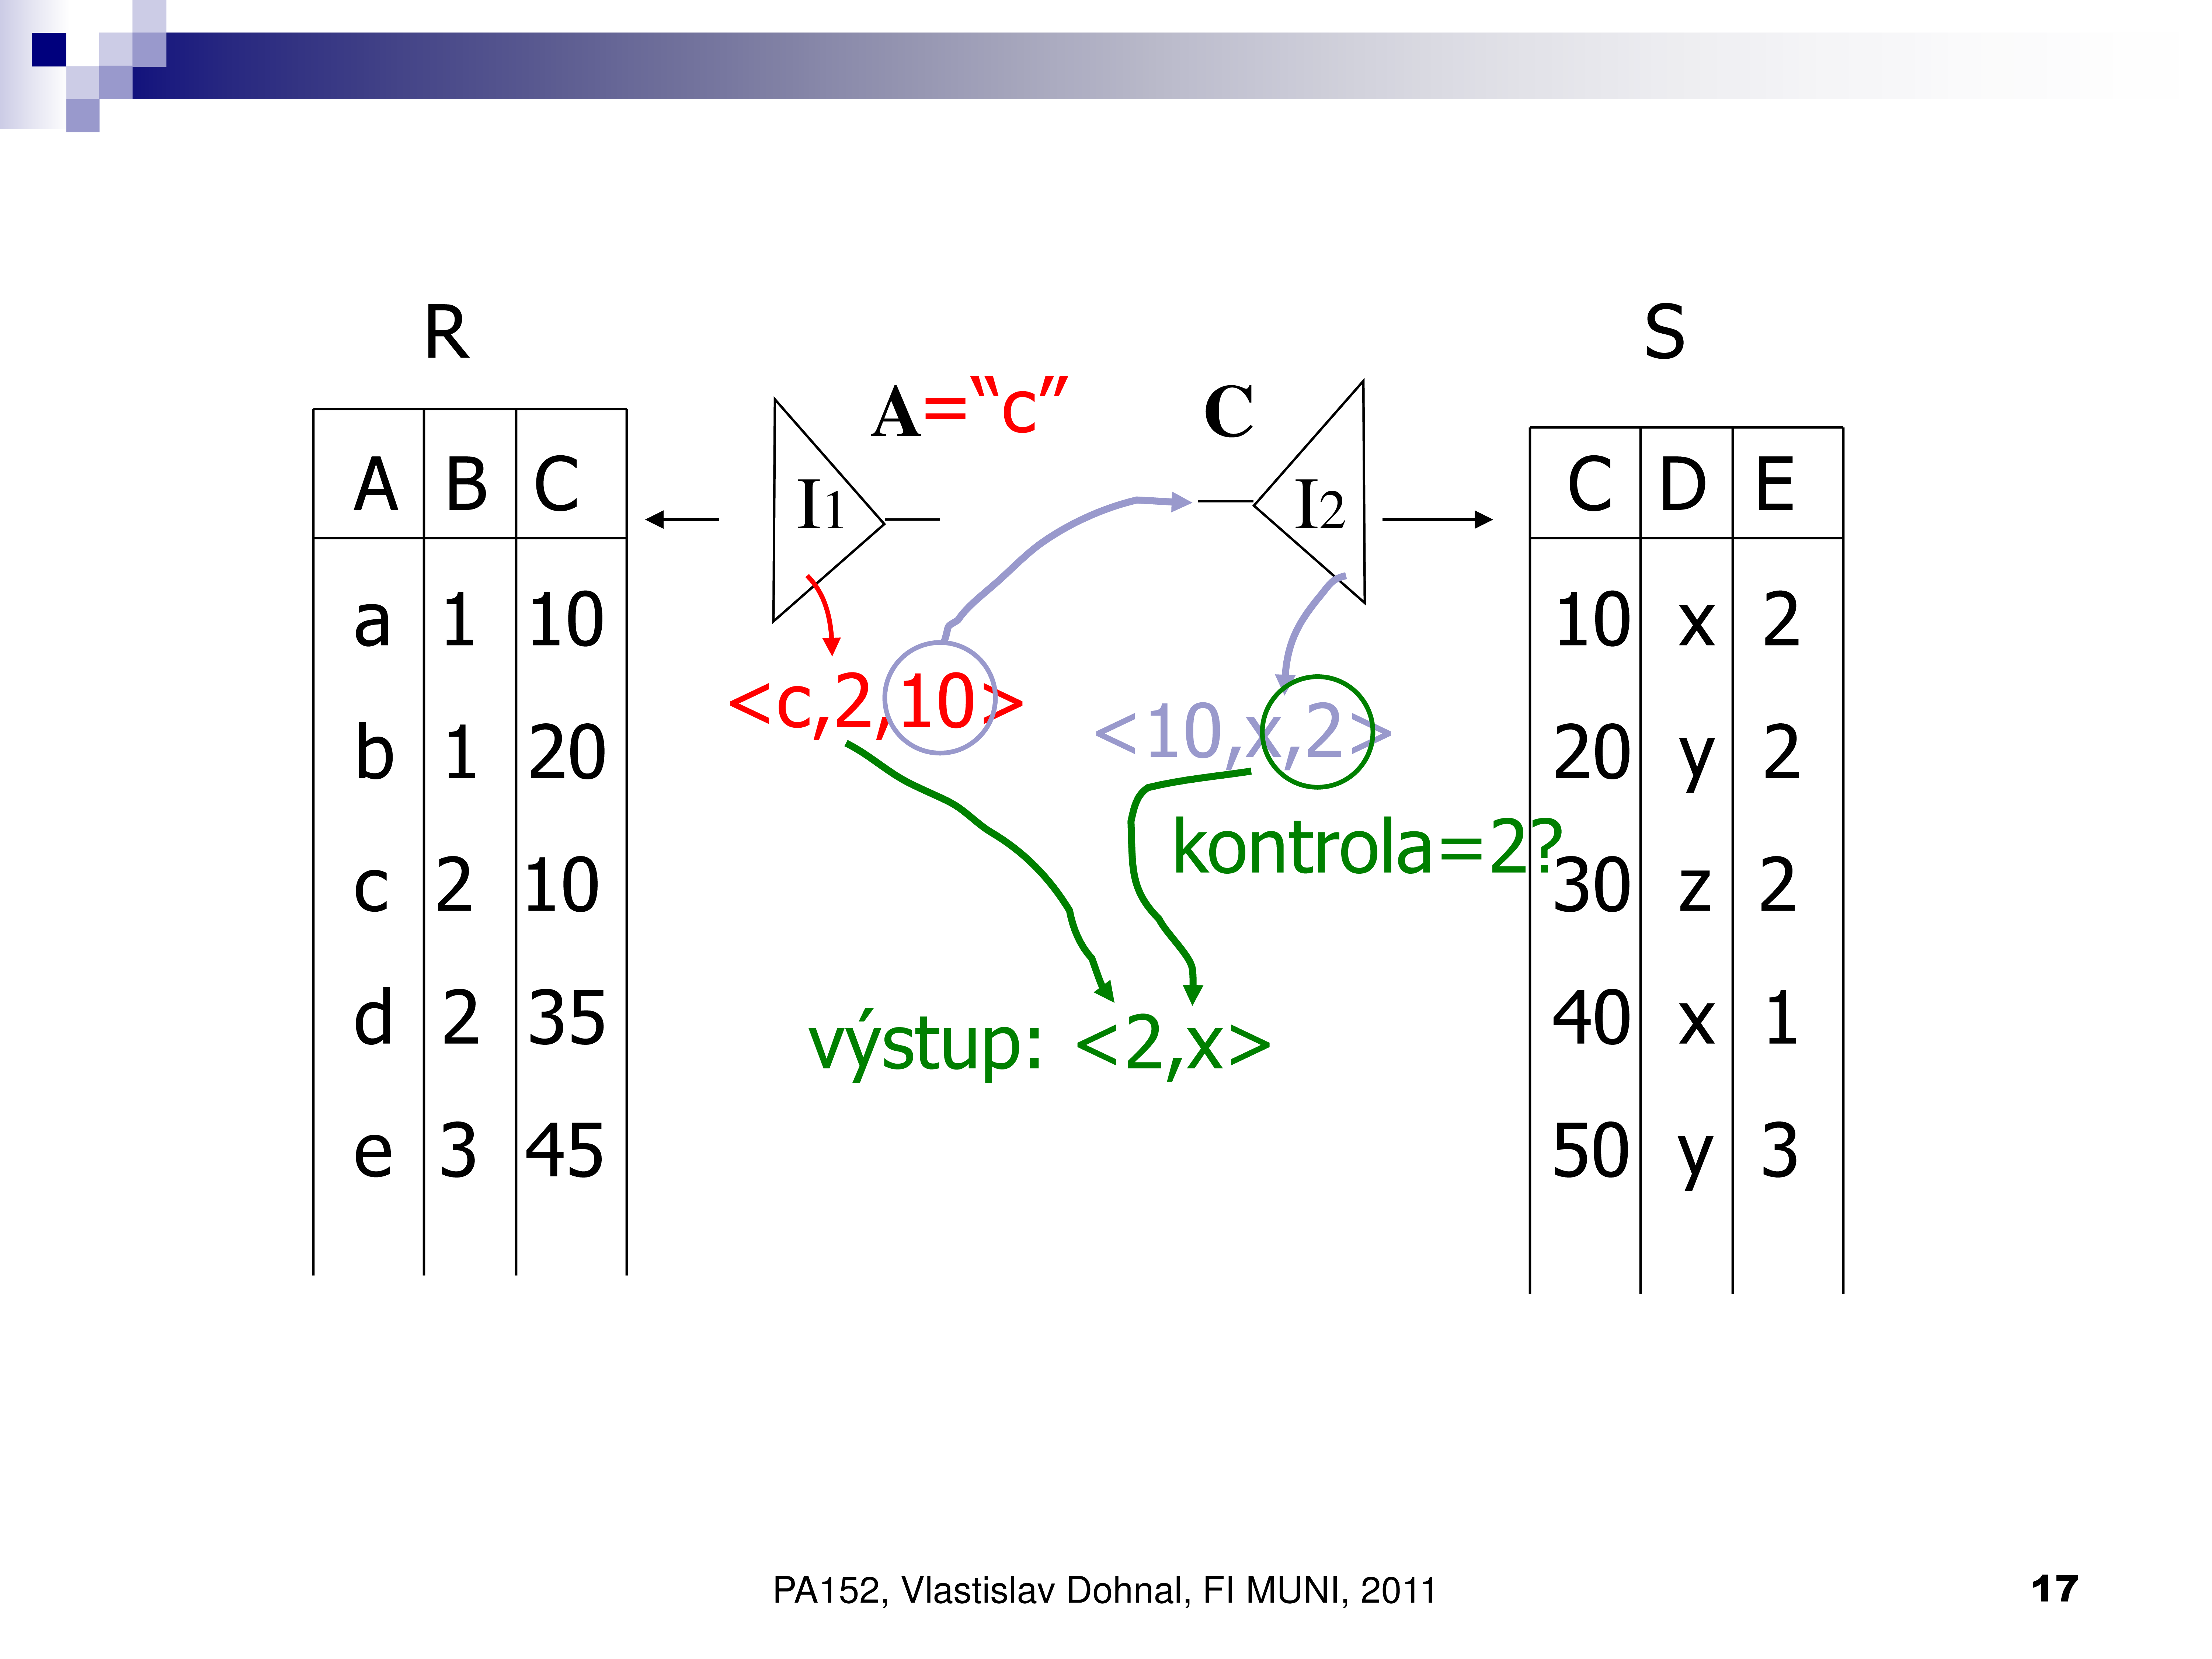 R
S
A=“c”
C
A B C
I1
I2
C D E
a 1 10
10 x 2
<c,2,10>
<10,x,2>
b 1 20
20 y 2
kontrola=2?
c 2 10
30 z 2
d 2 35
40 x 1
výstup: <2,x>
e 3 45
50 y 3
PA152, Vlastislav Dohnal, FI MUNI, 2011
17